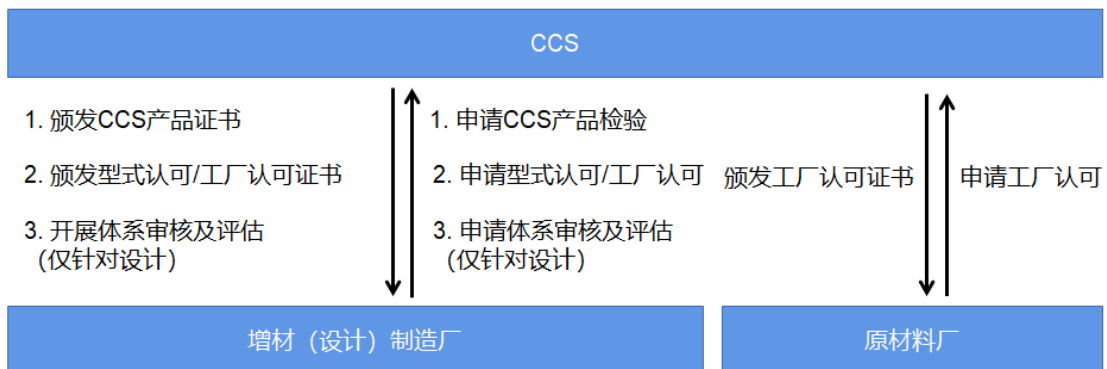 CCS
1. 颁发CCS产品证书
2. 颁发型式认可/工厂认可证书
3. 开展体系审核及评估
（仅针对设计）
1. 申请CCS产品检验
2. 申请型式认可/工厂认可
3. 申请体系审核及评估
（仅针对设计）
颁发工厂认可证书
申请工厂认可
增材（设计）制造厂
原材料厂